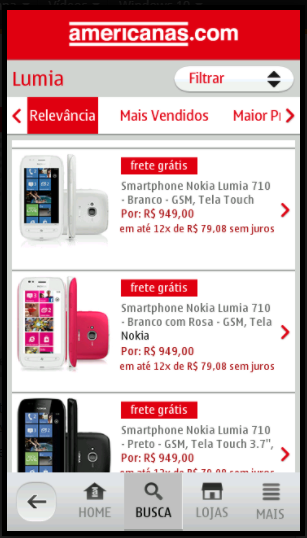 americanas.com
Lumia
Filtrar
Relevância
Mais Vendidos
Maior
frete grátis
Smartphone Nokia Lumia 710
- Branco - GSM, Tela Touch
Por: R$ 949,00
em até 12x de R$ 79,08 sem juros
frete grátis
Smartphone Nokia Lumia 710
- Branco com Rosa - GSM, Tela
Nokia
Por: R$ 949,00
em até 12x de R$ 79,08 sem juros
frete grátis
Smartphone Nokia Lumia 710
- Preto - GSM, Tela Touch 3.7",
Por: R$ 949,00
em até 12x de R$ 79,08 sem juros
HOME
BUSCA
LOJAS
MAIS